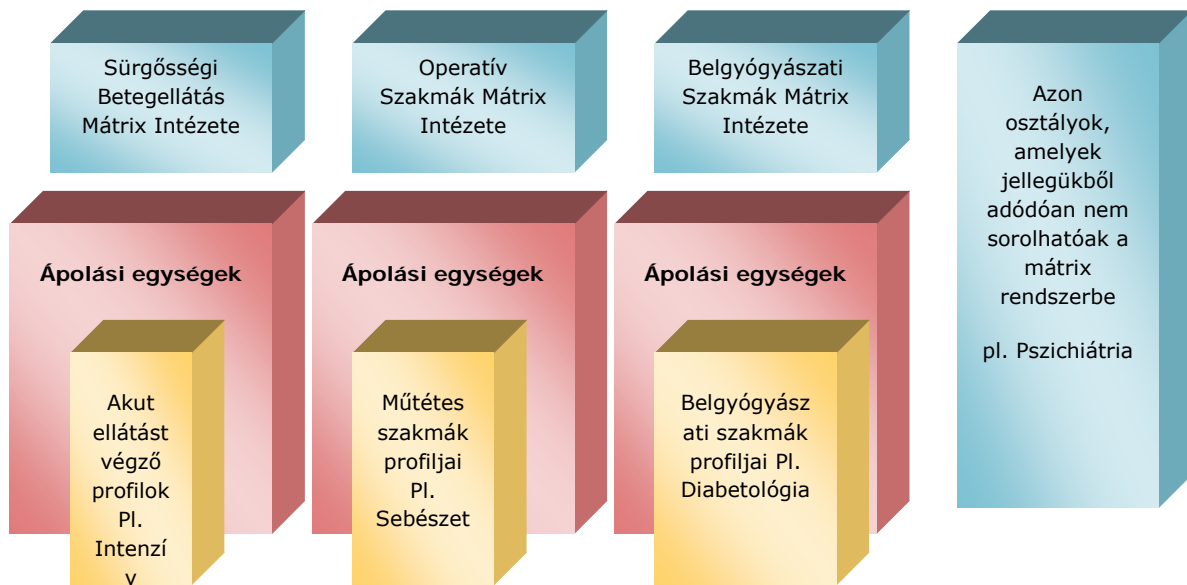 Sürgősségi
Betegellátás
Mátrix Intézete
Operatív
Szakmák Mátrix
Intézete
Belgyógyászati
Szakmák Mátrix
Intézete
Azon
osztályok,
amelyek
jellegükből
adódóan nem
sorolhatóak a
mátrix
rendszerbe
pl. Pszichiátria
Ápolási egységek
Ápolási egységek
Ápolási egységek
Akut
ellátást
végző
profilok
Pl.
Intenzí
v
Műtétes
szakmák
profiljai
Pl.
Sebészet
Belgyógyász
ati szakmák
profiljai Pl.
Diabetológia